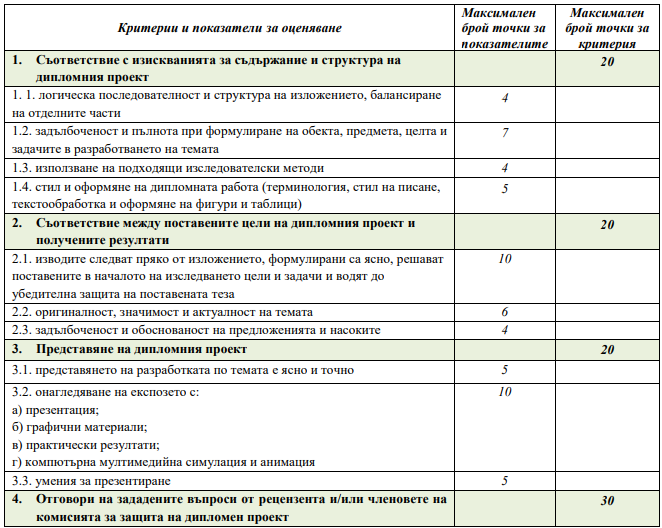 Критерии и показатели за оценяване
Максимален
брой точки за
показателите
Максимален
брой точки за
критерия
1. Съответствие с изискванията за съдържание и структура на
дипломния проект
20
1. 1. логическа последователност и структура на изложението, балансиране
на отделните части
4
1.2. задълбоченост и пълнота при формулиране на обекта, предмета, целта и
задачите в разработването на темата
7
1.3. използване на подходящи изследователски методи
4
1.4. стил и оформяне на дипломната работа (терминология, стил на писане,
текстообработка и оформяне на фигури и таблици)
5
2. Съответствие между поставените цели на дипломния проект и
получените резултати
20
2.1. изводите следват пряко от изложението, формулирани са ясно, решават
поставените в началото на изследването цели и задачи и водят до
убедителна защита на поставената теза
10
2.2. оригиналност, значимост и актуалност на темата
6
2.3. задълбоченост и обоснованост на предложенията и насоките
4
3. Представяне на дипломния проект
20
3.1. представянето на разработката по темата е ясно и точно
5
3.2. онагледяване на експозето с:
а) презентация;
б) графични материали;
в) практически резултати;
г) компютърна мултимедийна симулация и анимация
10
3.3. умения за презентиране
5
4. Отговори на зададените въпроси от рецензента и/или членовете на
комисията за защита на дипломен проект
30